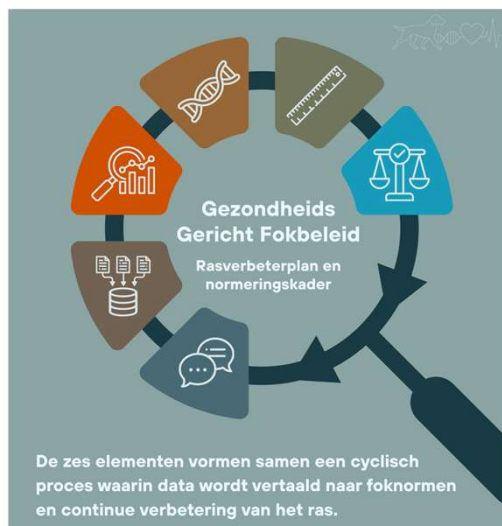 Gezondheids
Gericht Fokbeleid
Rasverbeterplan en
normeringskader
De zes elementen vormen samen een cyclisch
proces waarin data wordt vertaald naar foknormen
en continue verbetering van het ras.